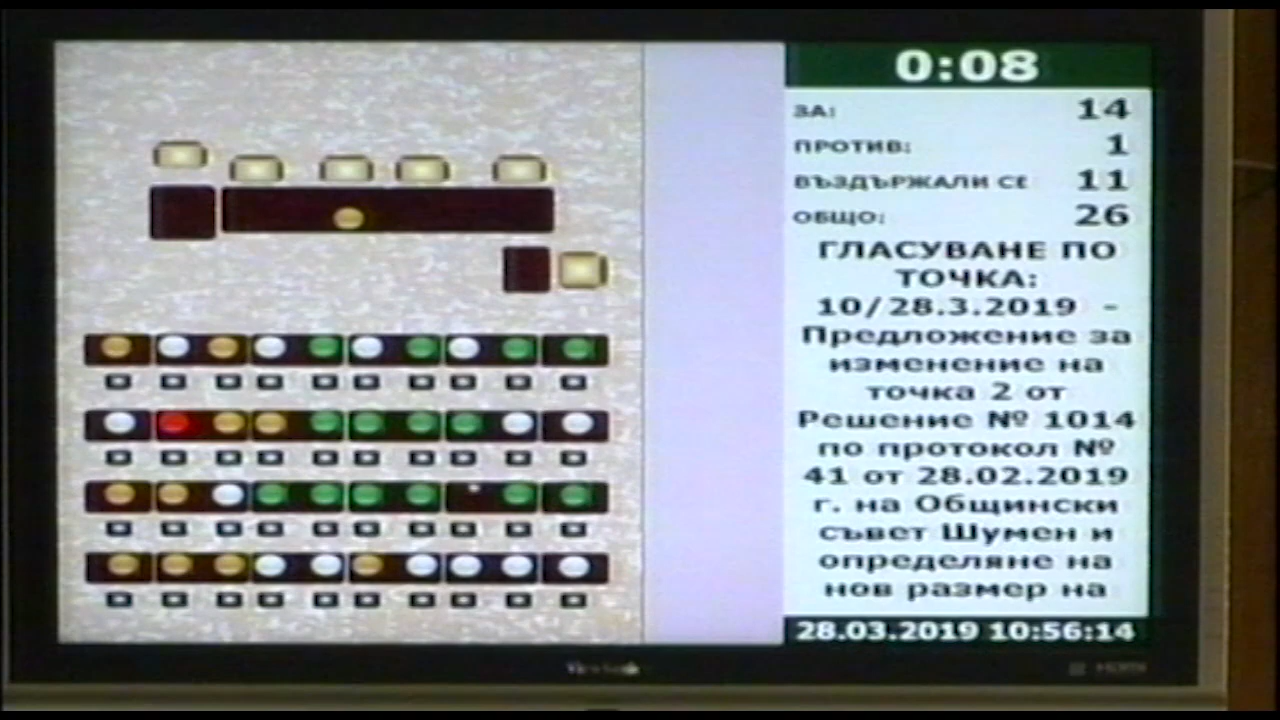 0:08
ЗА: 14
ПРОТИВ: 1
ВЪЗДЪРЖАЛИ СЕ 11
ОБЩО: 26
ГЛАСУВАНЕ ПО
ТОЧКА:
10/28.3.2019 -
Предложение за
изменение на
точка 2 от
Решение № 1014
по протокол №
41 от 28.02.2019
г. на Общински
съвет Шумен и
определяне на
нов размер на
28.03.2019 10:56:14
ViewSonic
HDMI